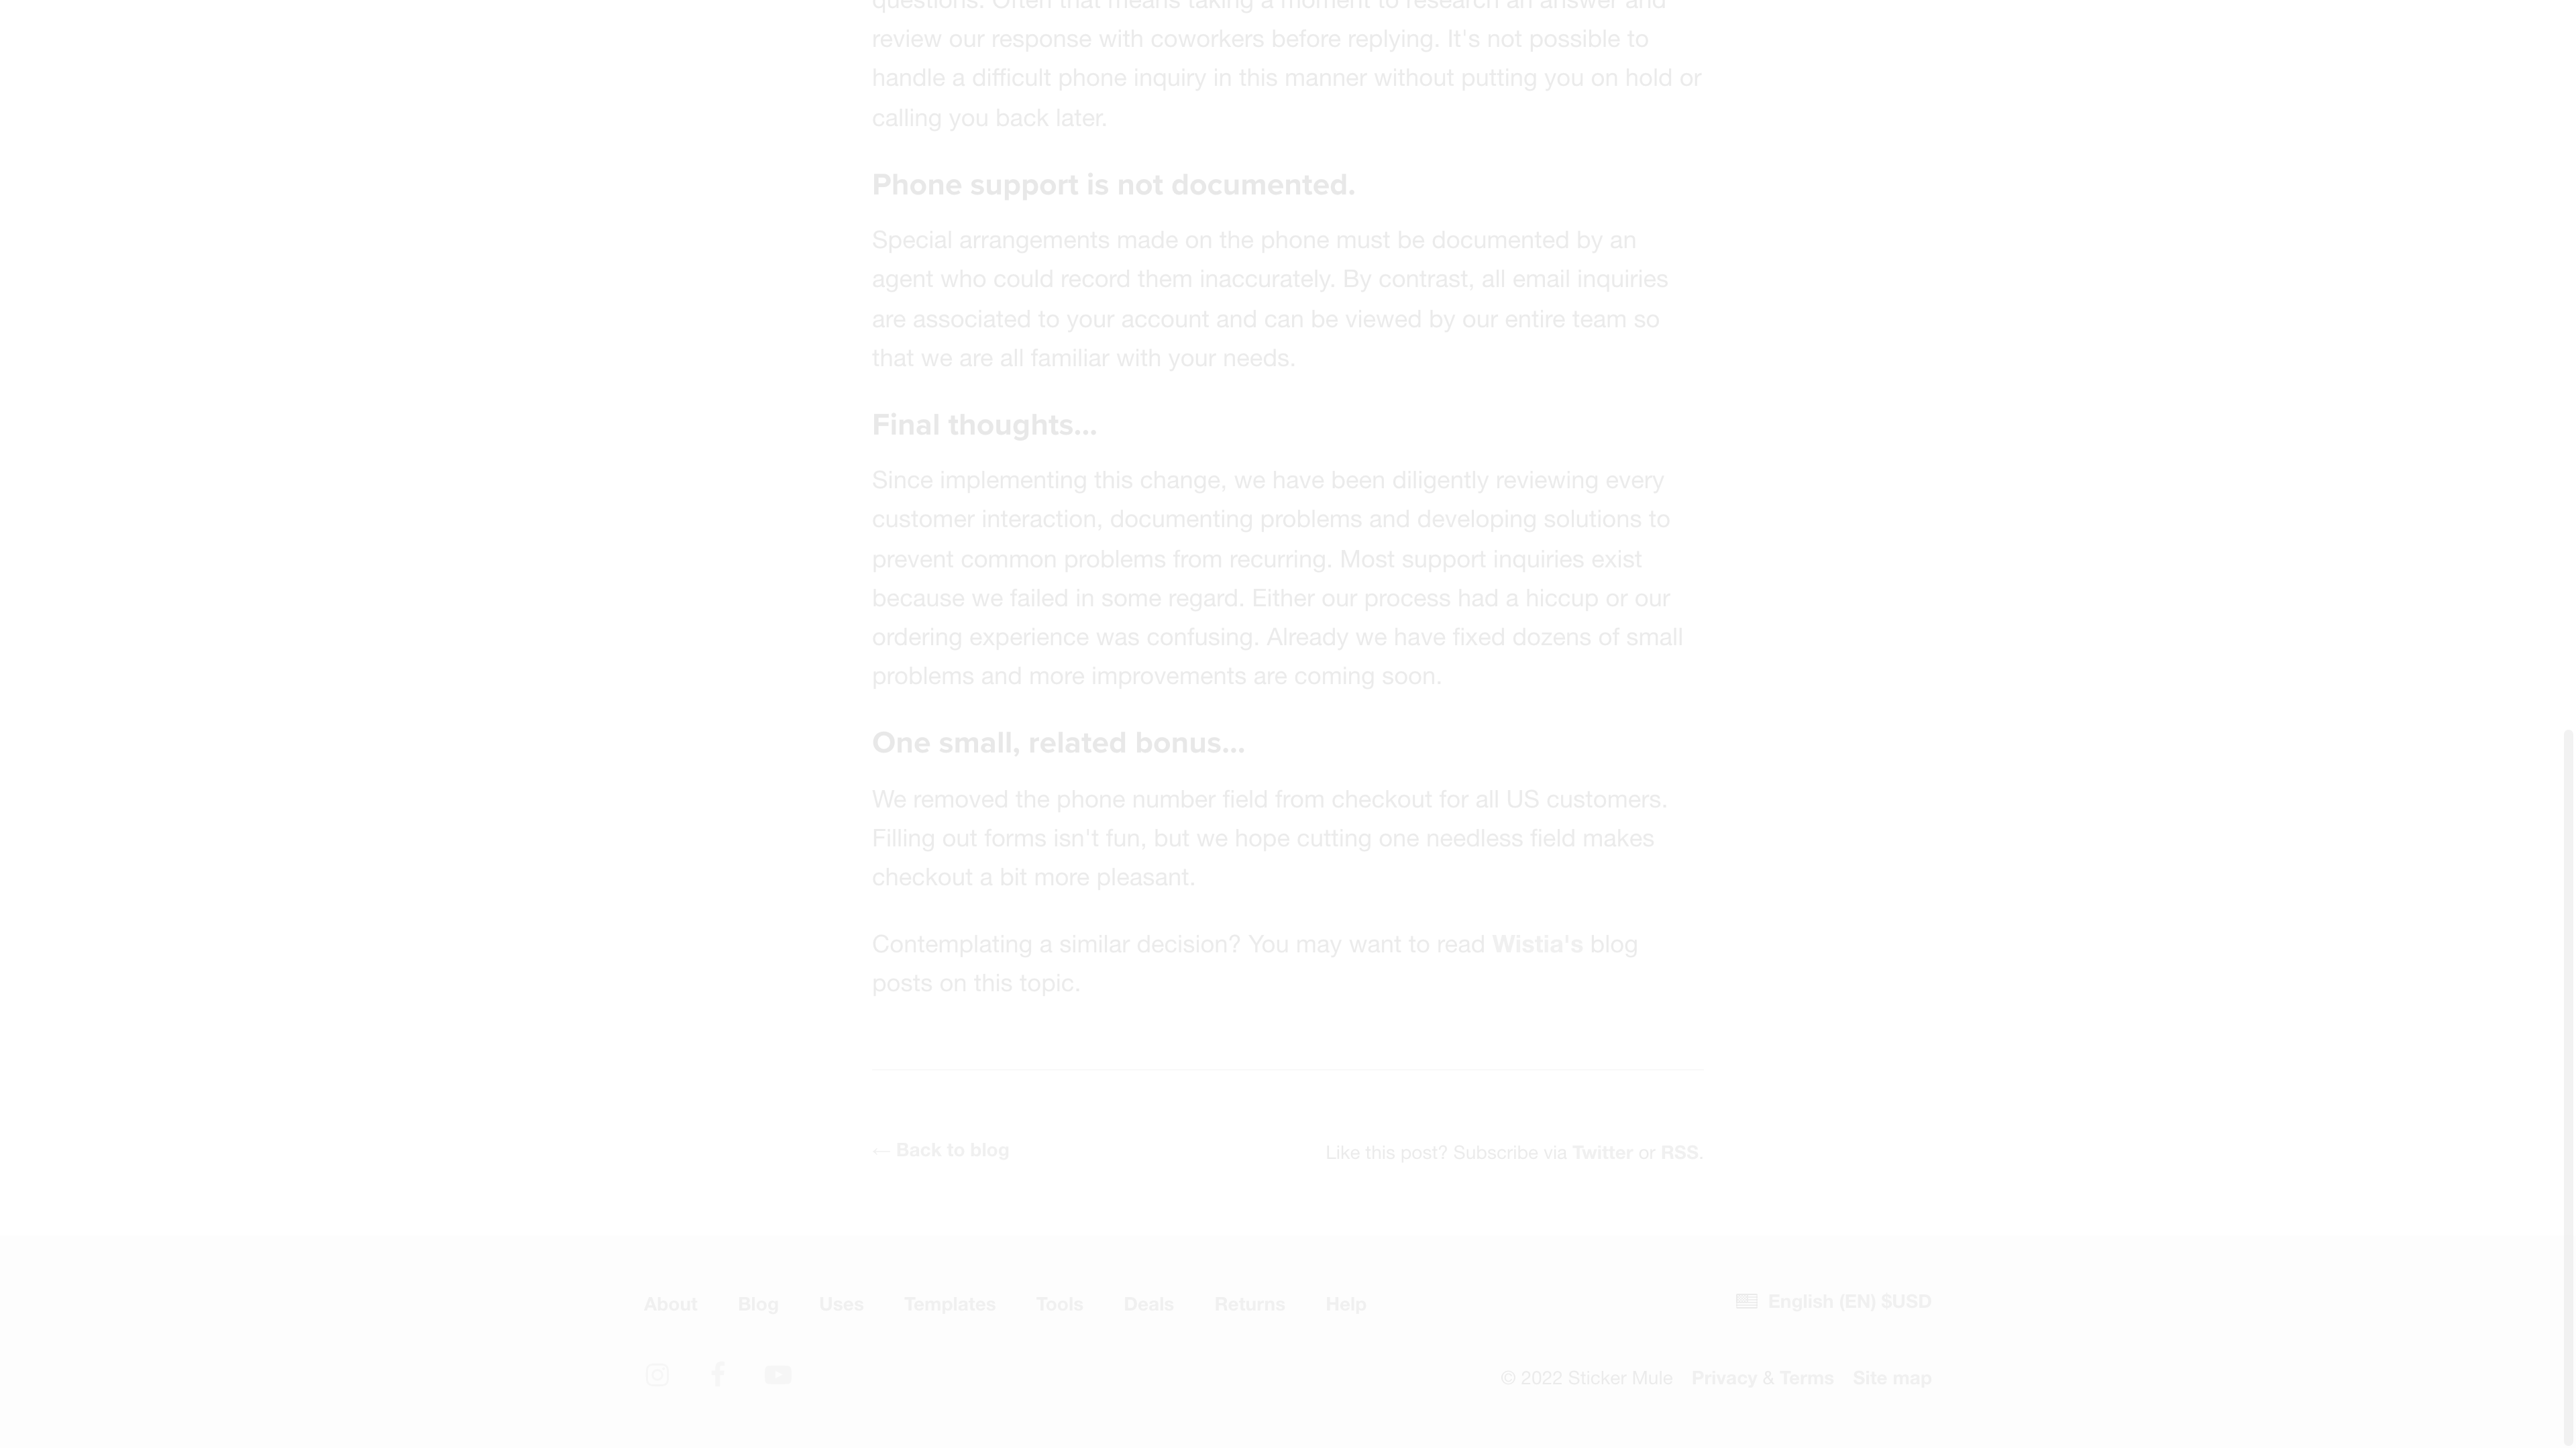 questions. Often that means taking a moment to research an answer and
review our response with coworkers before replying. It's not possible to
handle a difficult phone inquiry in this manner without putting you on hold or
calling you back later.
Phone support is not documented.
Special arrangements made on the phone must be documented by an
agent who could record them inaccurately. By contrast, all email inquiries
are associated to your account and can be viewed by our entire team so
that we are all familiar with your needs.
Final thoughts...
Since implementing this change, we have been diligently reviewing every
customer interaction, documenting problems and developing solutions to
prevent common problems from recurring. Most support inquiries exist
because we failed in some regard. Either our process had a hiccup or our
ordering experience was confusing. Already we have fixed dozens of small
problems and more improvements are coming soon.
One small, related bonus...
We removed the phone number field from checkout for all US customers.
Filling out forms isn't fun, but we hope cutting one needless field makes
checkout a bit more pleasant.
Contemplating a similar decision? You may want to read Wistia's blog
posts on this topic.
← Back to blog
Like this post? Subscribe via Twitter or RSS.
About Blog Uses Templates Tools Deals Returns Help
English (EN) $USD
© 2022 Sticker Mule Privacy & Terms Site map